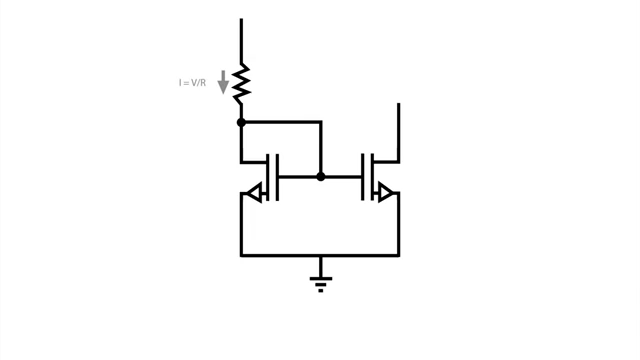 I = V/R